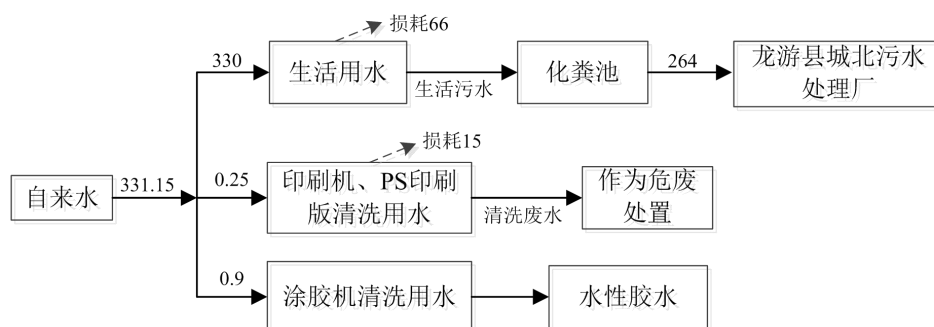 损耗66
330
生活用水
生活污水
化粪池
264
龙游县城北污水
处理厂
损耗15
自来水
331.15
0.25
印刷机、PS印刷
版清洗用水
清洗废水
作为危废
处置
0.9
涂胶机清洗用水
水性胶水